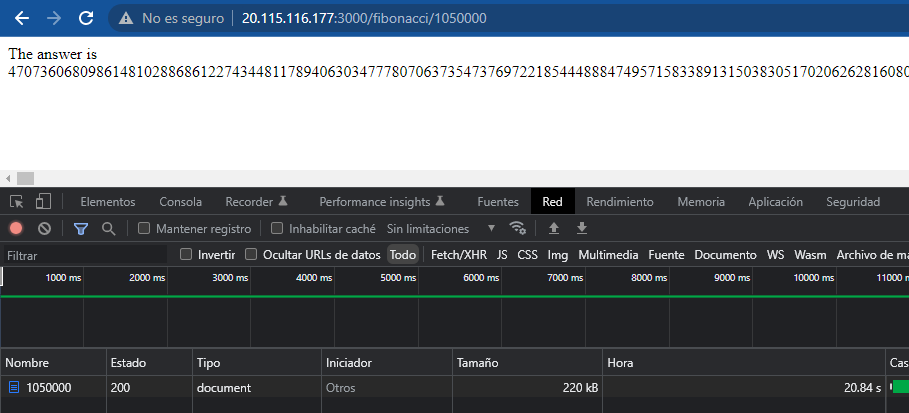 No es seguro 20.115.116.177:3000/fibonacci/1050000
The answer is
47073606809861481028868612274344811789406303477780706373547376972218544488847495715833891315038305170206262816080
Elementos Consola Recorder Performance insights Fuentes Red Rendimiento Memoria Aplicación Seguridad
Mantener registro Inhabilitar caché Sin limitaciones
Filtrar Invertir Ocultar URLs de datos Todo Fetch/XHR JS CSS Img Multimedia Fuente Documento WS Wasm Archivo de ma
1000 ms 2000 ms 3000 ms 4000 ms 5000 ms 6000 ms 7000 ms 8000 ms 9000 ms 10000 ms 11000 m
Nombre Estado Tipo Iniciador Tamaño Hora Cas
1050000 200 document Otros 220 kB 20.84 s